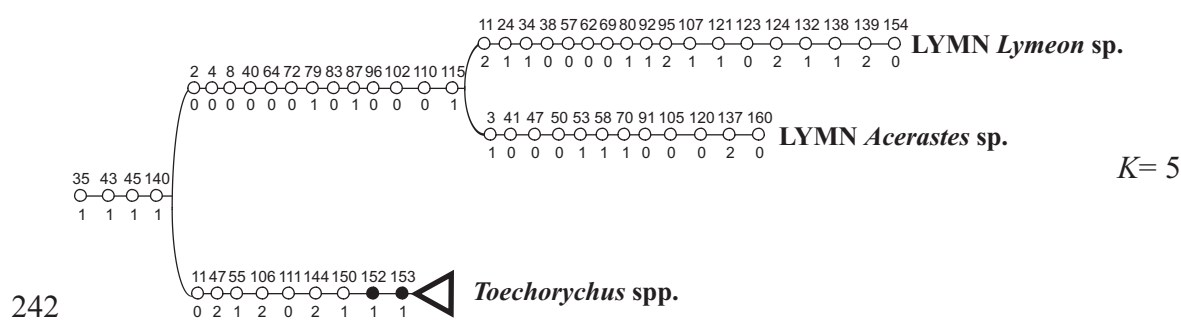 11 24 34 38 57 62 69 80 92 95 107 121 123 124 132 138 139 154
LYMN Lymeon sp.
2 1 1 0 0 0 0 1 1 2 1 1 0 2 1 1 2 0
2 4 8 40 64 72 79 83 87 96 102 110 115
0 0 0 0 0 0 1 0 1 0 0 0 1
3 41 47 50 53 58 70 91 105 120 137 160
LYMN Acerastes sp.
1 0 0 0 1 1 1 0 0 0 2 0
K= 5
35 43 45 140
1 1 1 1
11 47 55 106 111 144 150 152 153
Toechorychus spp.
0 2 1 2 0 2 1 1 1
242